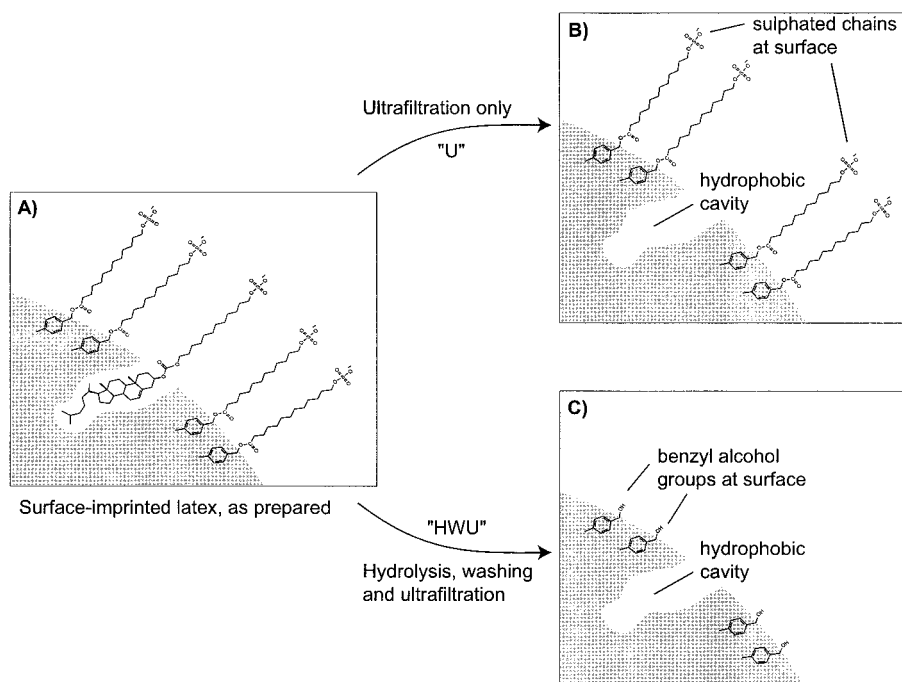 A)
Surface-imprinted latex, as prepared
Ultrafiltration only
"U"
"HWU"
Hydrolysis, washing
and ultrafiltration
B)
sulphated chains
at surface
hydrophobic
cavity
C)
benzyl alcohol
groups at surface
hydrophobic
cavity